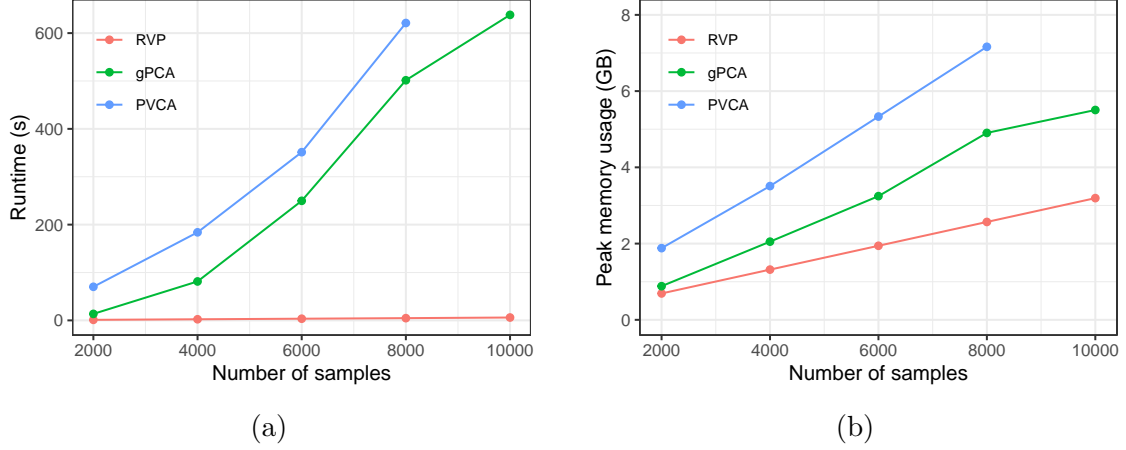 600
400
200
0
Runtime (s)
RVP
gPCA
PVCA
2000 4000 6000 8000 10000
Number of samples
(a)
8
6
4
2
0
Peak memory usage (GB)
RVP
gPCA
PVCA
2000 4000 6000 8000 10000
Number of samples
(b)